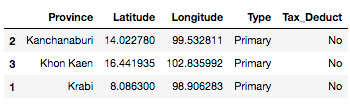 Province Latitude Longitude Type Tax_Deduct
2 Kanchanaburi 14.022780 99.532811 Primary No
3 Khon Kaen 16.441935 102.835992 Primary No
1 Krabi 8.086300 98.906283 Primary No